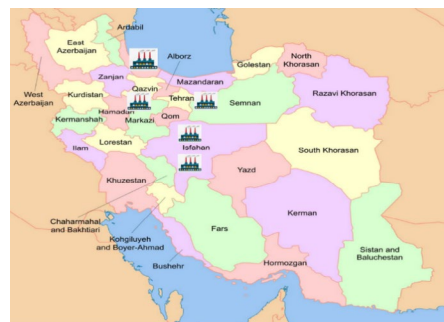 Ardabil
East
Azerbaijan
Alborz
Golestan
North
Khorasan
Zanjan
Mazandaran
West
Azerbaijan
Qazvin
Kurdistan
Tehran
Semnan
Razavi Khorasan
Hamadan
Kermanshah
Markazi
Qom
Ilam
Lorestan
Isfahan
South Khorasan
Khuzestan
Yazd
Chaharmahal
and Bakhtiari
Kohgiluyeh
and Boyer-Ahmad
Fars
Kerman
Bushehr
Hormozgan
Sistan and
Baluchestan